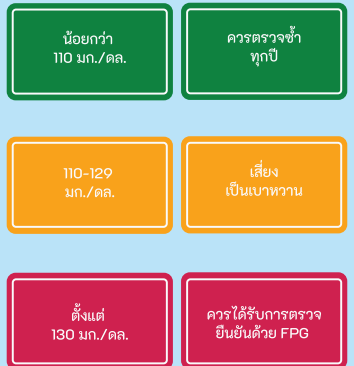 น้อยกว่า
110 มก./ดล.
ควรตรวจซ้ำ
ทุกปี
110-129
มก./ดล.
เสี่ยง
เป็นเบาหวาน
ตั้งแต่
130 มก./ดล.
ควรได้รับการตรวจ
ยืนยันด้วย FPG